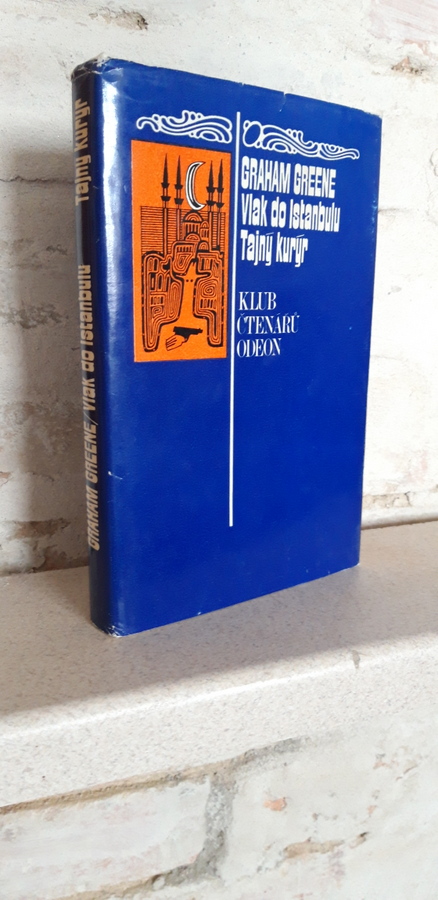 GRAHAM GREENE/ Vlak do Istanbulu Tajný kurýr
GRAHAM GREENE
Vlak do Istanbulu
Tajný kurýr
KLUB
ČTENÁŘŮ
ODEON